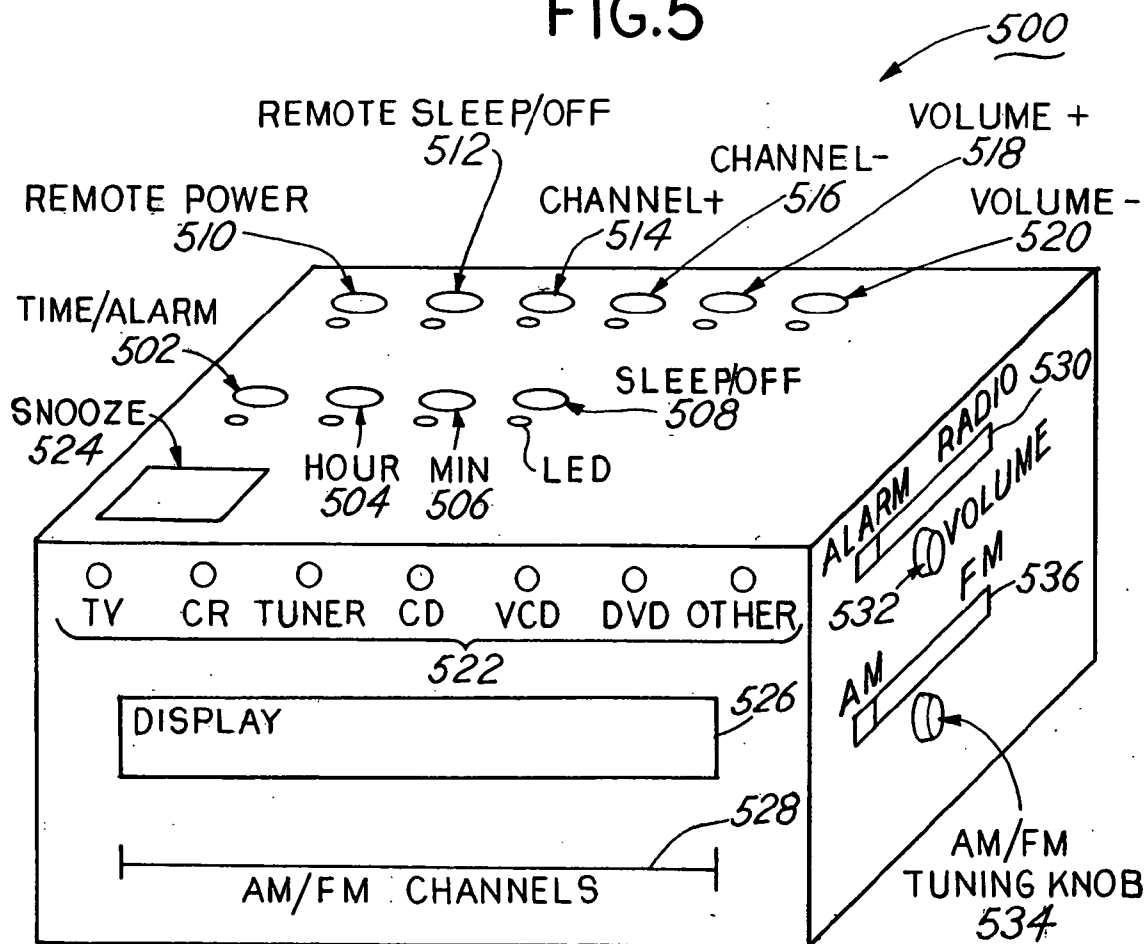 FIG.5
500
REMOTE SLEEP/OFF
512
VOLUME +
518
CHANNEL-
516
REMOTE POWER
510
CHANNEL+
514
VOLUME -
520
TIME/ALARM
502
SLEEP/OFF
508
SNOOZE
524
HOUR
504
MIN
506
LED
ALARM RADIO
530
VOLUME
532
TV CR TUNER CD VCD DVD OTHER
522
AM FM
536
DISPLAY
526
528
AM/FM CHANNELS
AM/FM
TUNING KNOB
534